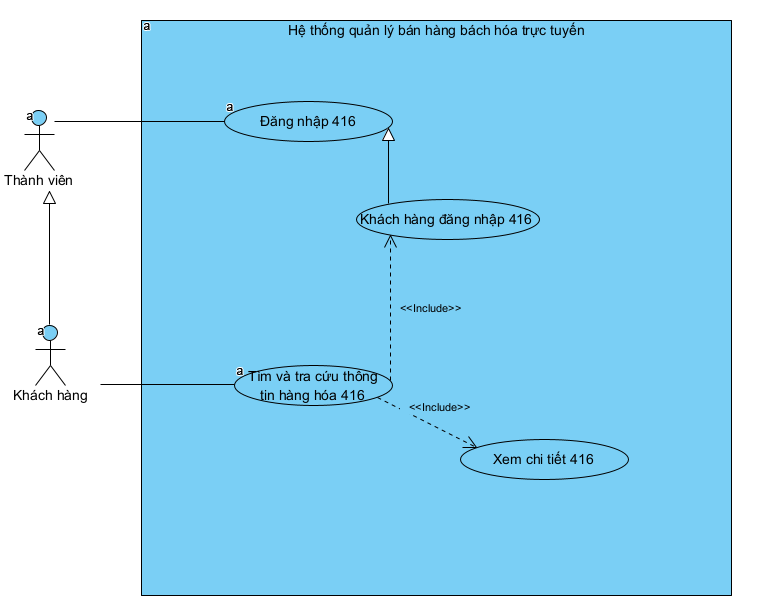 a
Hệ thống quản lý bán hàng bách hóa trực tuyến
a
Đăng nhập 416
a
Thành viên
Khách hàng đăng nhập 416
<<Include>>
a
Khách hàng
a
Tìm và tra cứu thông
tin hàng hóa 416
<<Include>>
Xem chi tiết 416